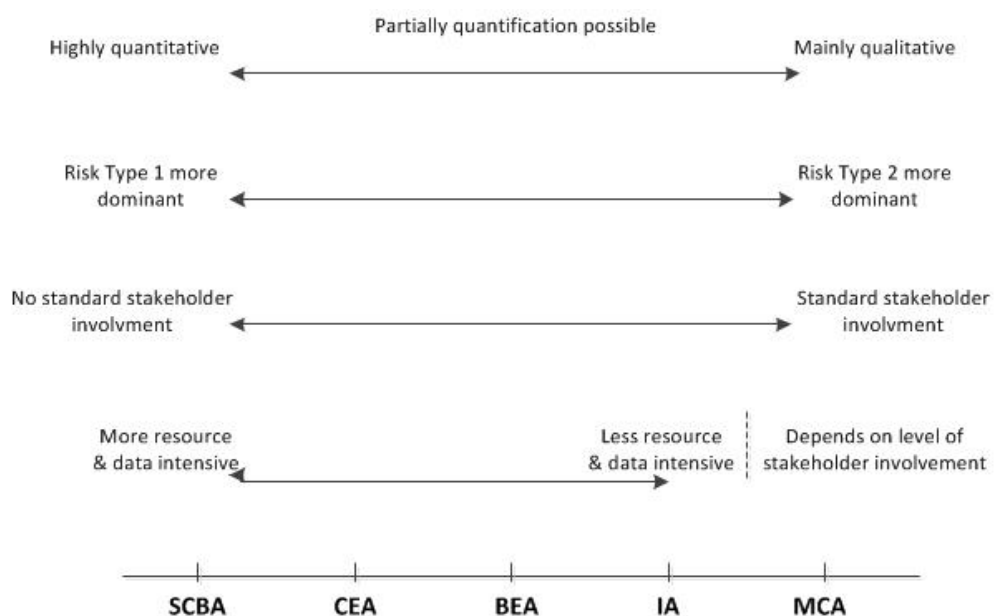 Partially quantification possible
Highly quantitative
Mainly qualitative
Risk Type 1 more
dominant
Risk Type 2 more
dominant
No standard stakeholder
involvment
Standard stakeholder
involvment
More resource
& data intensive
Less resource
& data intensive
Depends on level of
stakeholder involvement
SCBA CEA BEA IA MCA